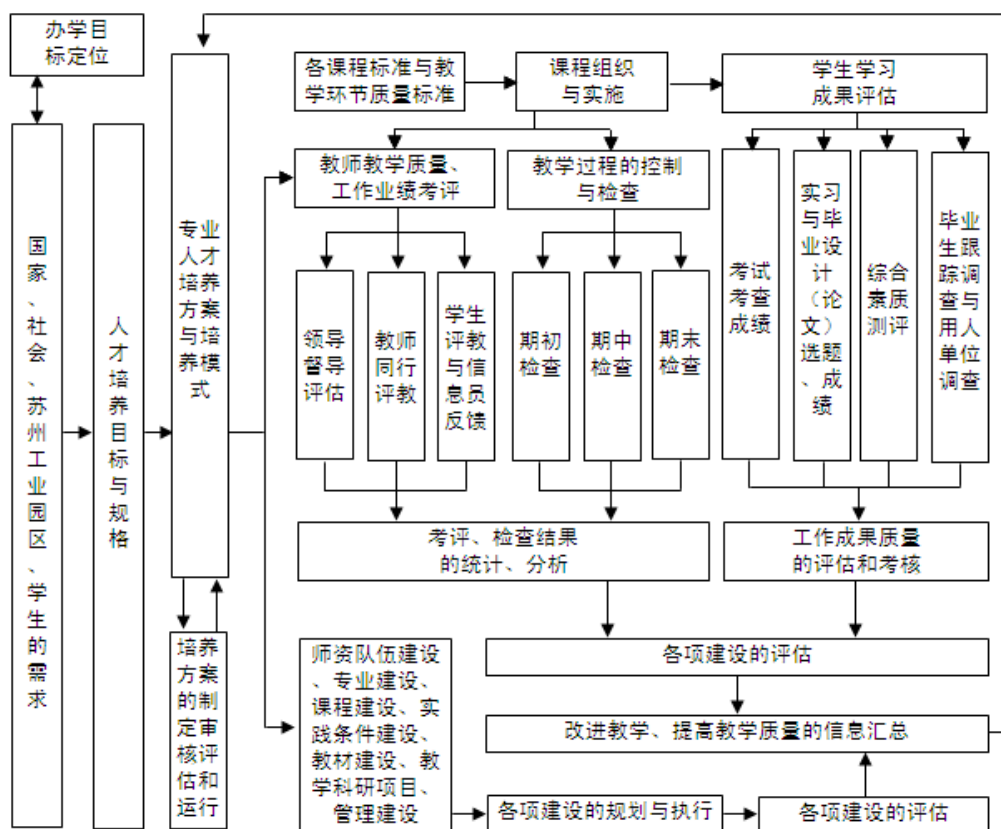 办学目
标定位
国家、社会、苏州工业园区、学生的需求
人才培养目标与规格
专业
人才
培养
方案
与培
养模
式
培养
方案
的制
定审
核评
估和
运行
各课程标准与教
学环节质量标准
课程组织
与实施
学生学习
成果评估
教师教学质量、
工作业绩考评
教学过程的控制
与检查
领导
督导
评估
教师
同行
评教
学生
评教
与信
息员
反馈
期初
检查
期中
检查
期末
检查
考试
考查
成绩
实习
与毕
业设
计
（论
文）
选题
、成
绩
综合
素质
测评
毕业
生跟
踪调
查与
用人
单位
调查
考评、检查结果
的统计、分析
工作成果质量
的评估和考核
师资队伍建设
、专业建设、
课程建设、实
践条件建设、
教材建设、教
学科研项目、
管理建设
各项建设的评估
改进教学、提高教学质量的信息汇总
各项建设的规划与执行
各项建设的评估